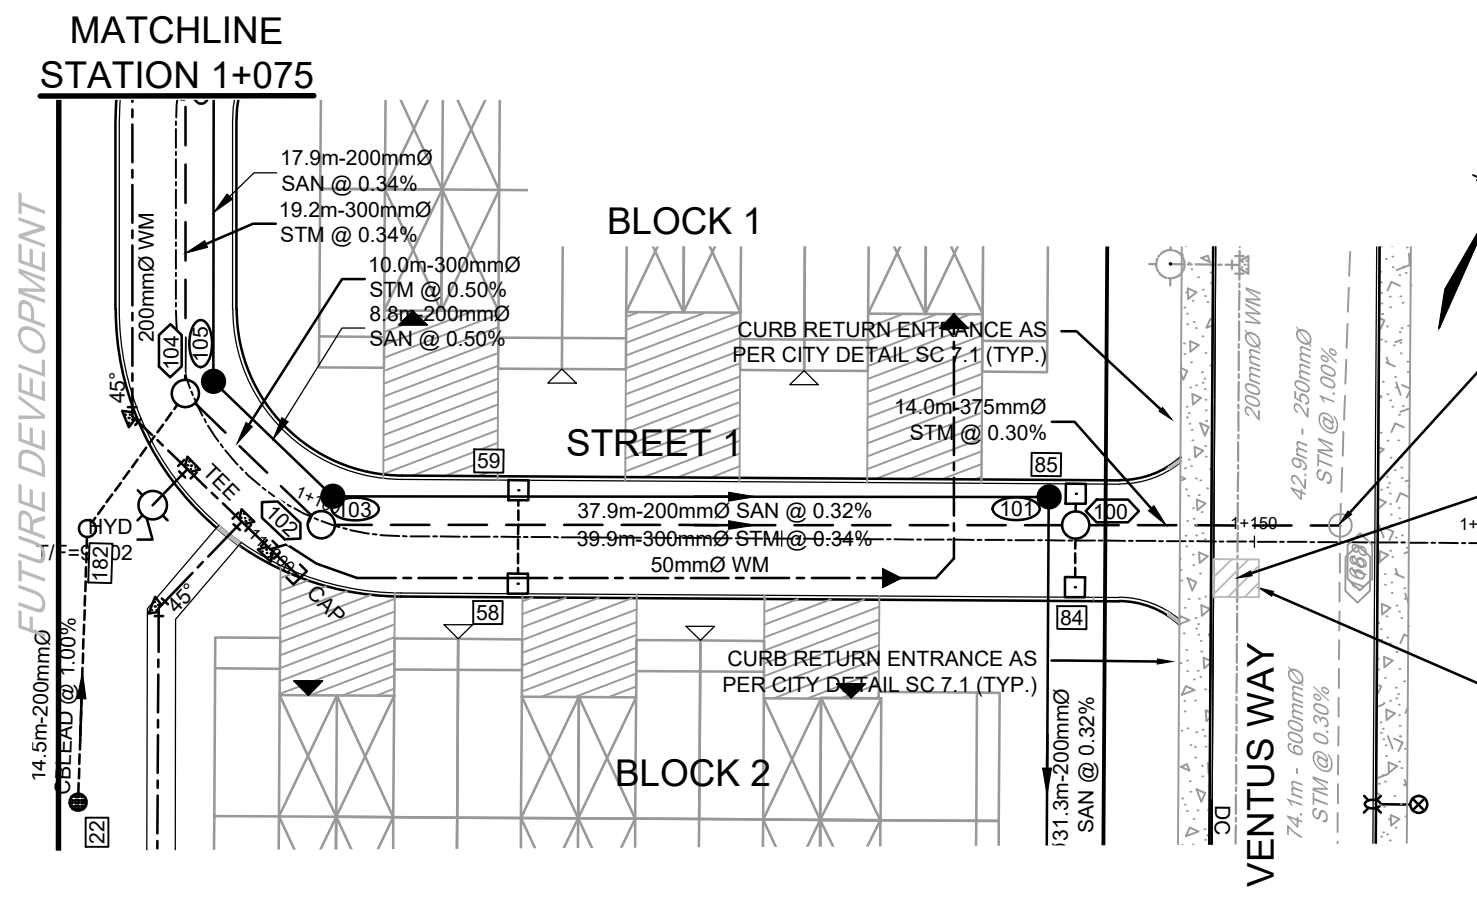 MATCHLINE
STATION 1+075
17.9m-200mmØ
SAN @ 0.34%
19.2m-300mmØ
STM @ 0.34%
10.0m-300mmØ
STM @ 0.50%
8.8m-200mmØ
SAN @ 0.50%
BLOCK 1
FUTURE DEVELOPMENT
200mmØ WM
104
105
45°
CURB RETURN ENTRANCE AS
PER CITY DETAIL SC 7.1 (TYP.)
14.0m-375mmØ
STM @ 0.30%
200mmØ WM
42.9m - 250mmØ
STM @ 1.00%
STREET 1
59
85
TEE
102
103
101
100
37.9m-200mmØ SAN @ 0.32%
39.9m-300mmØ STM @ 0.34%
50mmØ WM
1+150
HYD
182
45°
CAP
58
84
CURB RETURN ENTRANCE AS
PER CITY DETAIL SC 7.1 (TYP.)
14.5m-200mmØ
CBLEAD @ 1.00%
22
BLOCK 2
31.3m-200mmØ
SAN @ 0.32%
DC
VENTUS WAY
74.1m - 600mmØ
STM @ 0.30%